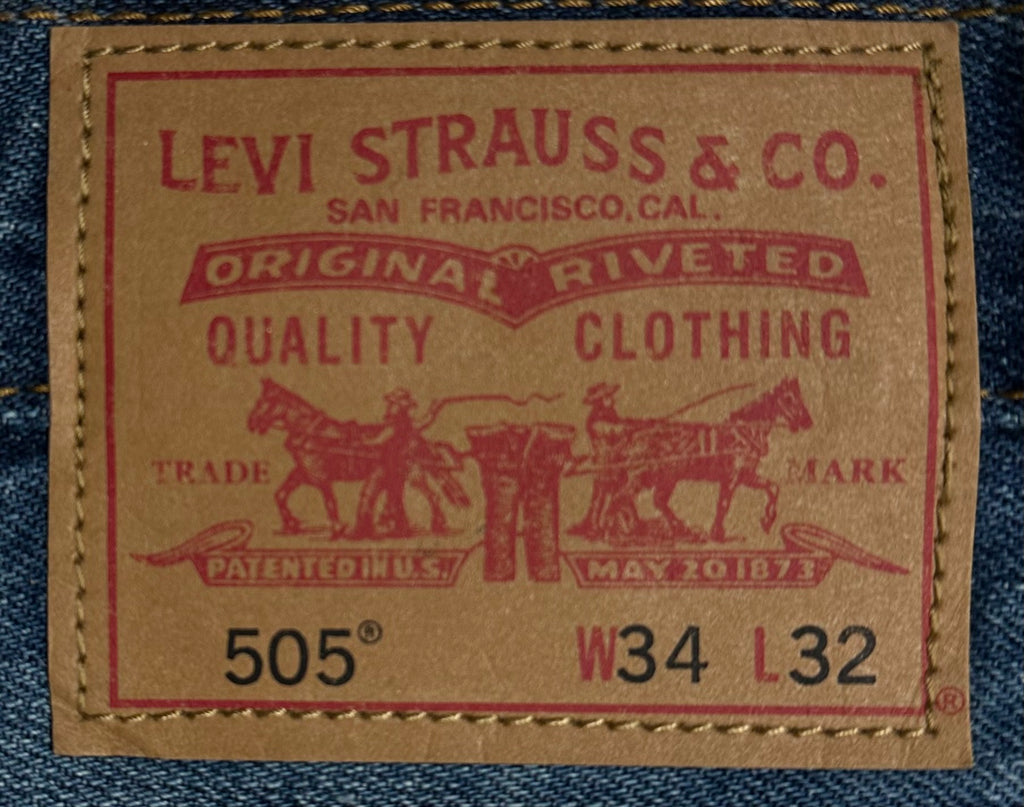 LEVI STRAUSS & CO.
SAN FRANCISCO, CAL.
ORIGINAL RIVETED
QUALITY CLOTHING
TRADE MARK
PATENTED IN U.S. MAY 20 1873
505® W34 L32
®